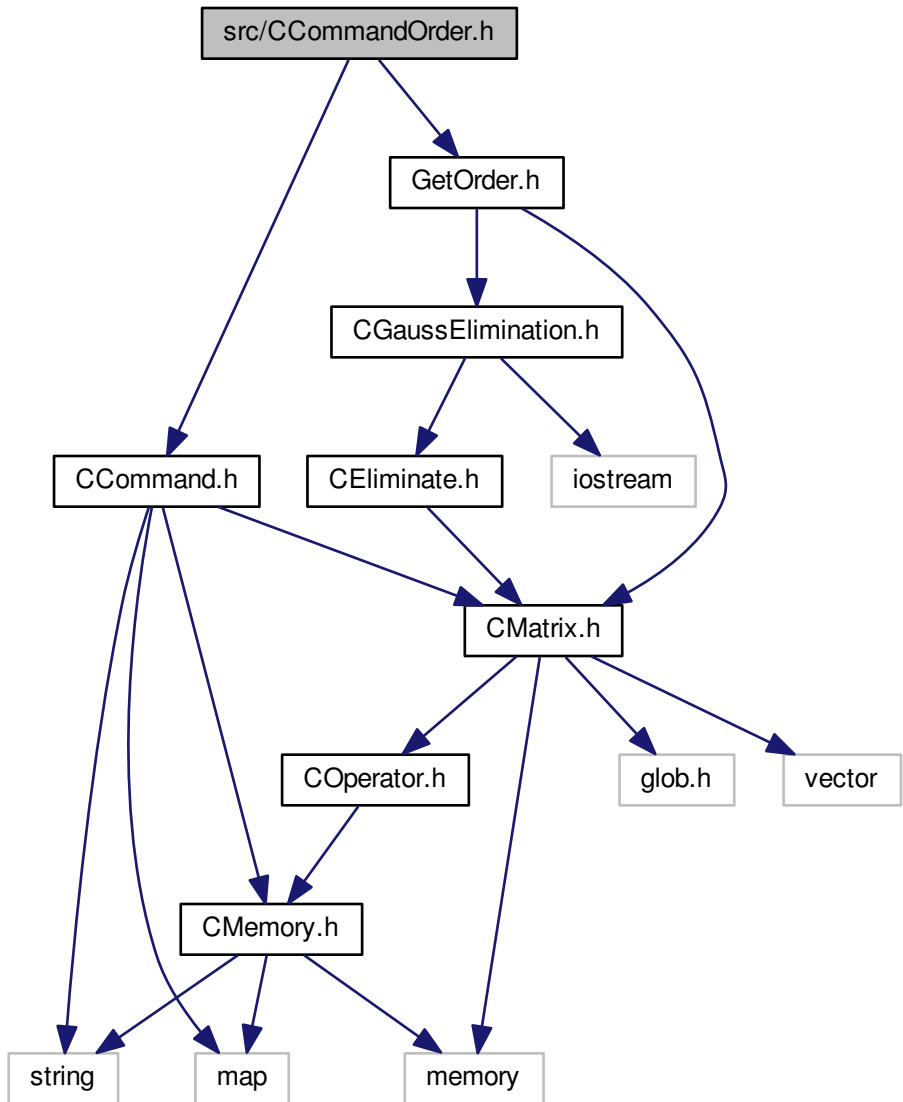 src/CCommandOrder.h
GetOrder.h
CGaussElimination.h
CCommand.h
CEliminate.h
iostream
CMatrix.h
COperator.h
glob.h
vector
CMemory.h
string
map
memory